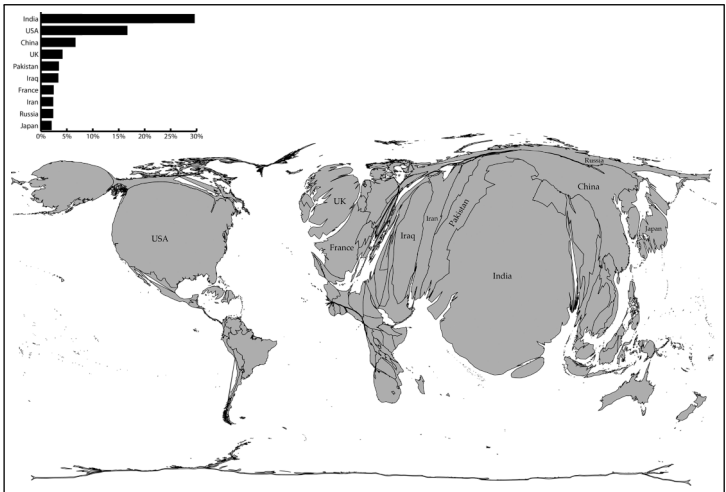 India
USA
China
UK
Pakistan
Iraq
France
Iran
Russia
Japan
0% 5% 10% 15% 20% 25% 30%
Russia
China
UK
Pakistan
Iran
Japan
Iraq
USA
France
India